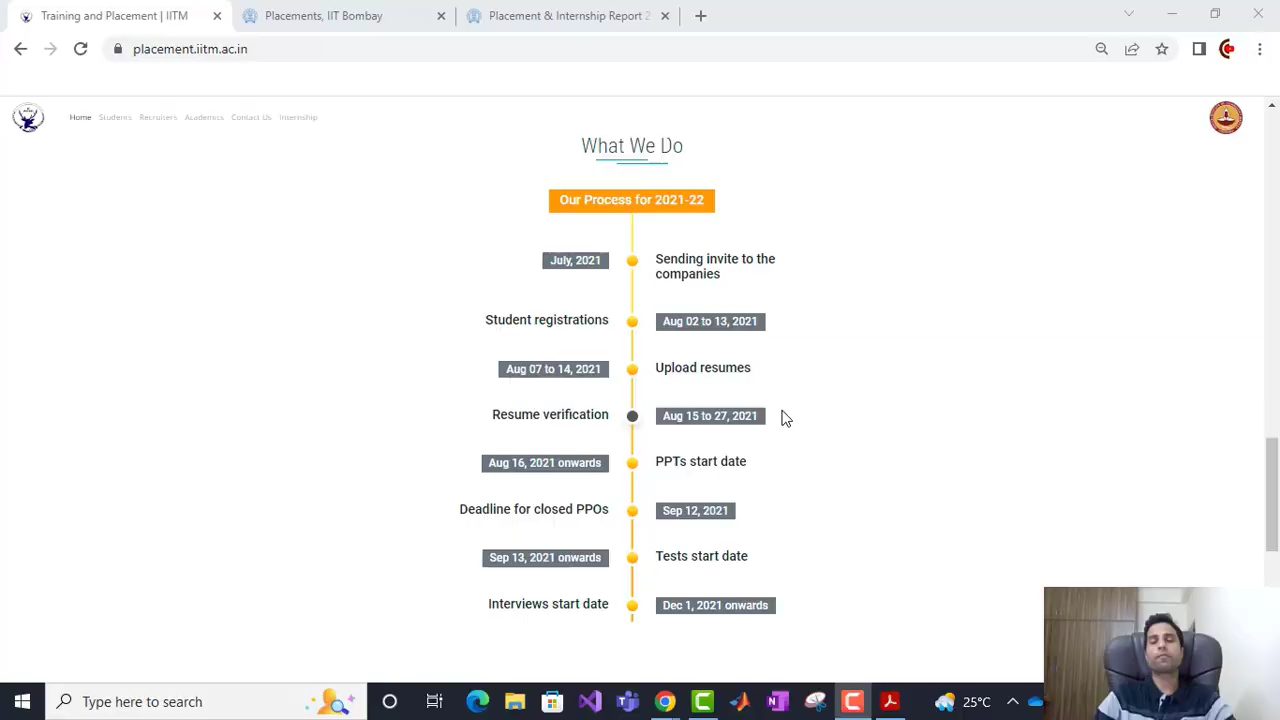 Training and Placement | IITM
Placements, IIT Bombay
Placement & Internship Report 2
placement.iitm.ac.in
Home Students Recruiters Academics Contact Us Internship
What We Do
Our Process for 2021-22
July, 2021
Sending invite to the
companies
Student registrations
Aug 02 to 13, 2021
Aug 07 to 14, 2021
Upload resumes
Resume verification
Aug 15 to 27, 2021
Aug 16, 2021 onwards
PPTs start date
Deadline for closed PPOs
Sep 12, 2021
Sep 13, 2021 onwards
Tests start date
Interviews start date
Dec 1, 2021 onwards
Type here to search
25°C